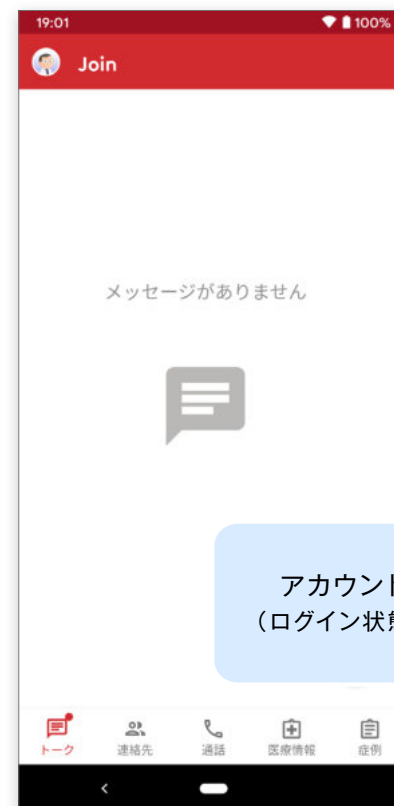 19:01
100%
Join
メッセージがありません
アカウント
(ログイン状態
トーク
連絡先
通話
医療情報
症例